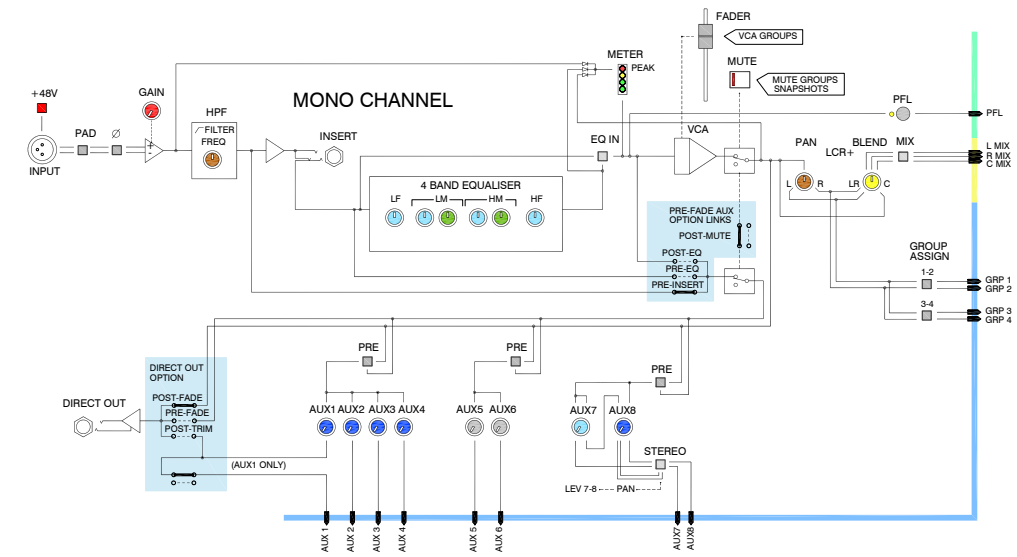 FADER
VCA GROUPS
METER
PEAK
MUTE
MUTE GROUPS
SNAPSHOTS
+48V
GAIN
MONO CHANNEL
HPF
FILTER
FREQ
PAD
Ø
INPUT
INSERT
EQ IN
VCA
PFL
PFL
PAN
BLEND
MIX
LCR+
L MIX
R MIX
C MIX
L
R
LR
C
4 BAND EQUALISER
LF
LM
HM
HF
PRE-FADE AUX
OPTION LINKS
POST-MUTE
POST-EQ
PRE-EQ
PRE-INSERT
GROUP
ASSIGN
1-2
GRP 1
GRP 2
3-4
GRP 3
GRP 4
PRE
PRE
PRE
DIRECT OUT
OPTION
DIRECT OUT
POST-FADE
PRE-FADE
POST-TRIM
AUX1
AUX2
AUX3
AUX4
AUX5
AUX6
AUX7
AUX8
(AUX1 ONLY)
STEREO
LEV 7-8
PAN
AUX 1
AUX 2
AUX 3
AUX 4
AUX 5
AUX 6
AUX7
AUX8